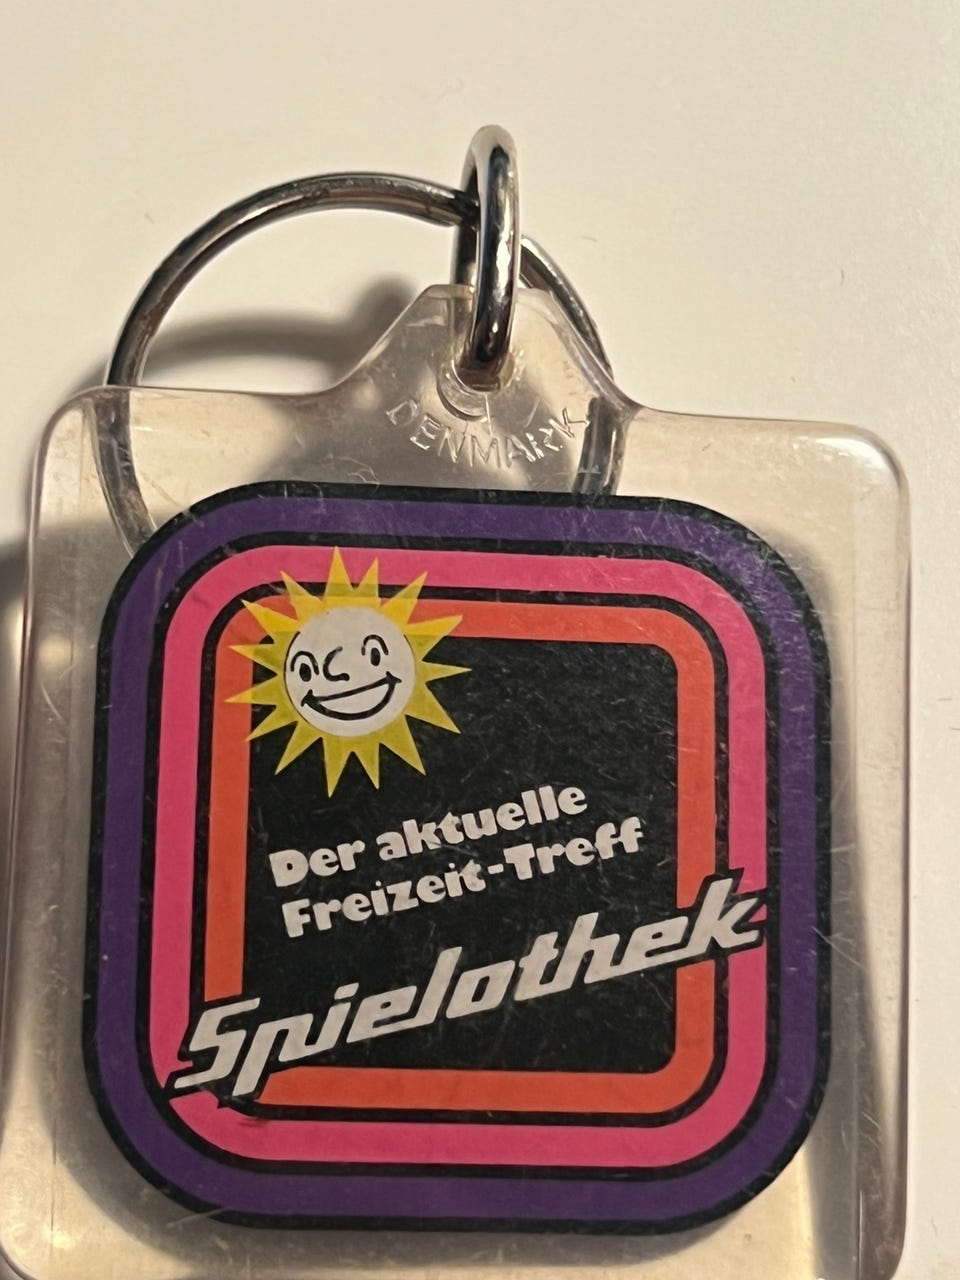 DENMARK
Der aktuelle
Freizeit-Treff
Spielothek